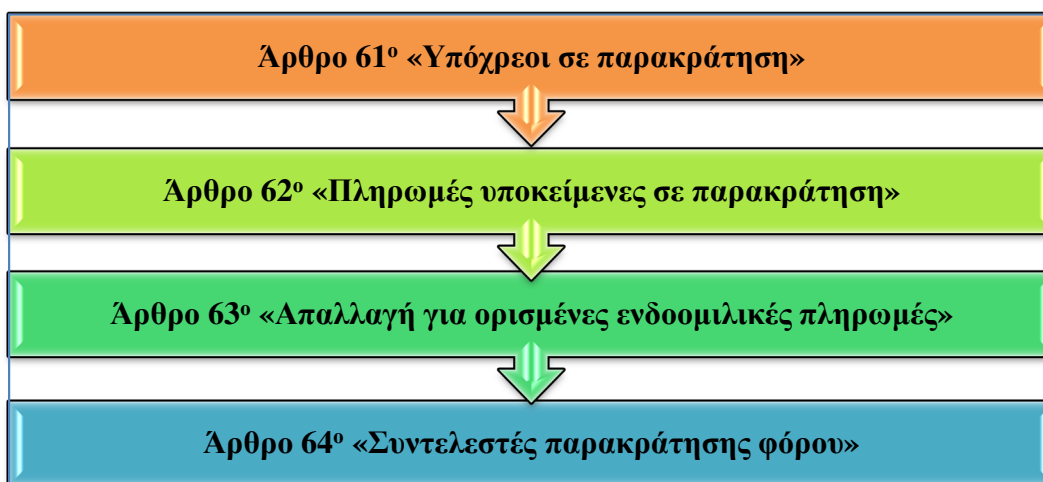 Άρθρο 61ο «Υπόχρεοι σε παρακράτηση»
Άρθρο 62ο «Πληρωμές υποκείμενες σε παρακράτηση»
Άρθρο 63ο «Απαλλαγή για ορισμένες ενδοομιλικές πληρωμές»
Άρθρο 64ο «Συντελεστές παρακράτησης φόρου»